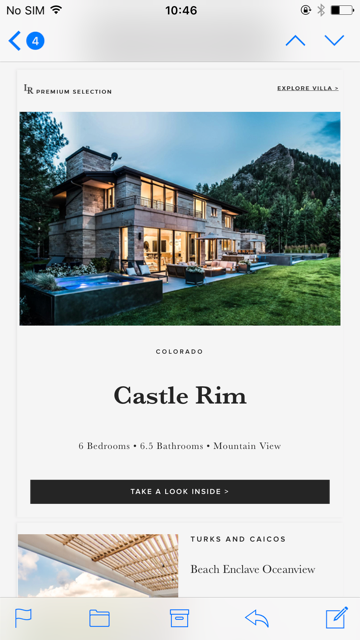 No SIM
10:46
4
LR PREMIUM SELECTION
EXPLORE VILLA >
COLORADO
Castle Rim
6 Bedrooms • 6.5 Bathrooms • Mountain View
TAKE A LOOK INSIDE >
TURKS AND CAICOS
Beach Enclave Oceanview